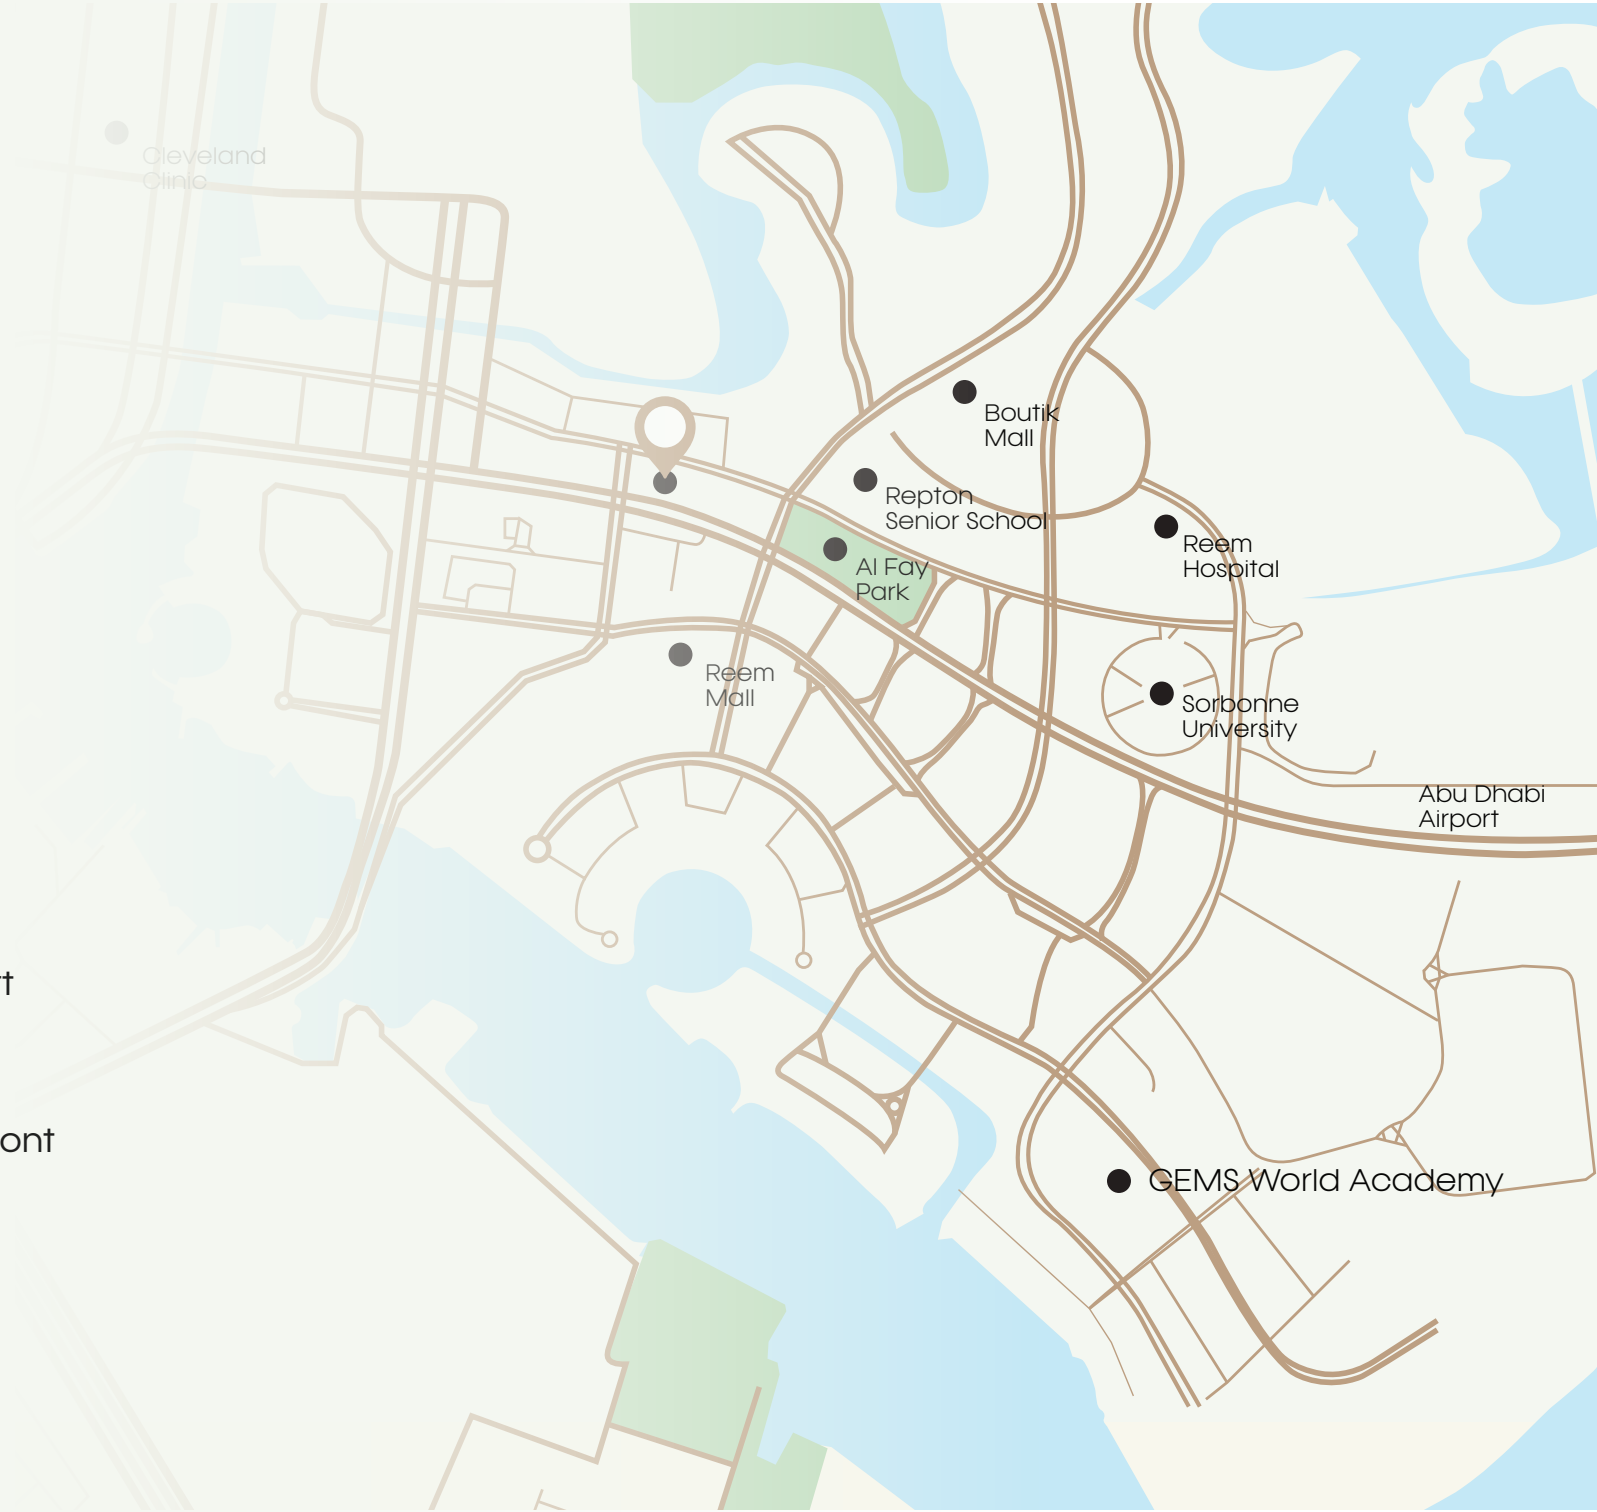 Cleveland
Clinic
Boutik
Mall
Repton
Senior School
Reem
Hospital
Al Fay
Park
Reem
Mall
Sorbonne
University
Abu Dhabi
Airport
GEMS World Academy